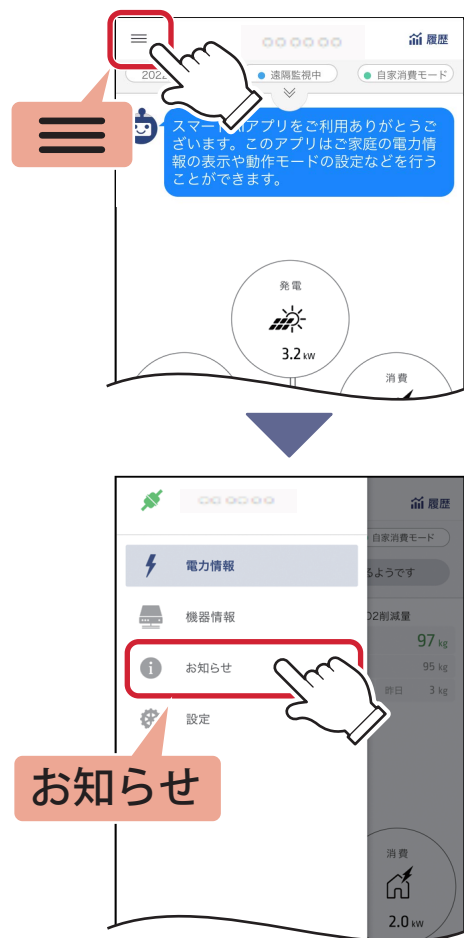 履歴
2022
遠隔監視中
自家消費モード
アプリをご利用ありがとうご
ざいます。このアプリはご家庭の電力情
報の表示や動作モードの設定などを行う
ことができます。
発電
3.2 kW
消費
履歴
電力情報
自家消費モード
るようです
機器情報
O2削減量
97 kg
お知らせ
95 kg
昨日 3 kg
設定
お知らせ
消費
2.0 kW